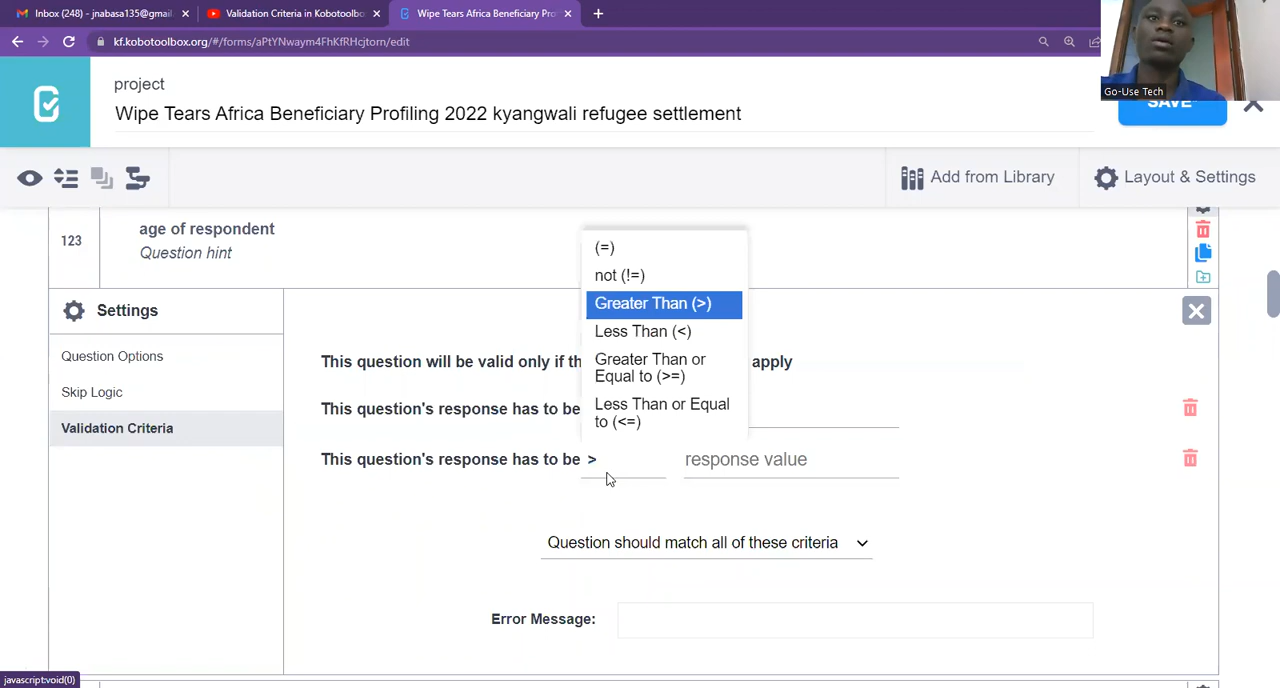 Inbox (248) - jnabasa135@gmail.
Validation Criteria in Kobotoolbo
Wipe Tears Africa Beneficiary Pro
kf.kobotoolbox.org/#/forms/aPtYNwaym4FhKfRHcjtorn/edit
Go-Use Tech
project
Wipe Tears Africa Beneficiary Profiling 2022 kyangwali refugee settlement
SAVE
Add from Library
Layout & Settings
123
age of respondent
Question hint
Settings
Question Options
Skip Logic
Validation Criteria
(=)
not (!=)
Greater Than (>)
Less Than (<)
Greater Than or
Equal to (>=)
Less Than or Equal
to (<=)
This question will be valid only if th
apply
This question's response has to be
This question's response has to be >
response value
Question should match all of these criteria
Error Message:
javascript:void(0)